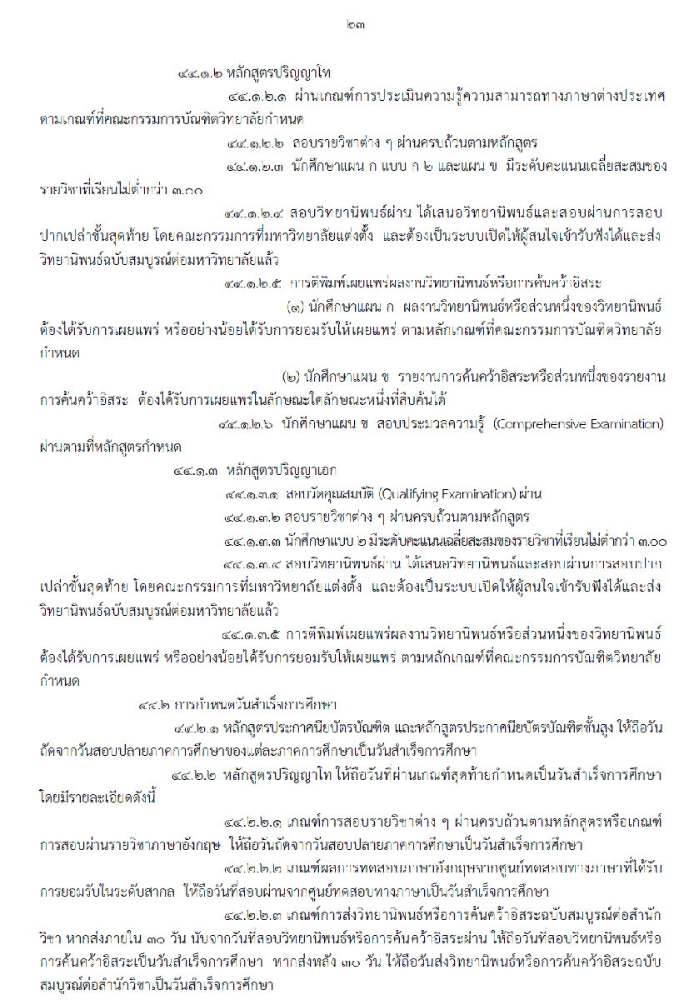 ๒๓
๔๔.๑.๒ หลักสูตรปริญญาโท
๔๔.๑.๒.๑ ผ่านเกณฑ์การประเมินความรู้ความสามารถทางภาษาต่างประเทศ
ตามเกณฑ์ที่คณะกรรมการบัณฑิตวิทยาลัยกำหนด
๔๔.๑.๒.๒ สอบรายวิชาต่าง ๆ ผ่านครบถ้วนตามหลักสูตร
๔๔.๑.๒.๓ นักศึกษาแผน ก แบบ ก ๒ และแผน ข มีระดับคะแนนเฉลี่ยสะสมของ
รายวิชาที่เรียนไม่ต่ำกว่า ๓.๐๐
๔๔.๑.๒.๔ สอบวิทยานิพนธ์ผ่าน ได้เสนอวิทยานิพนธ์และสอบผ่านการสอบ
ปากเปล่าขั้นสุดท้าย โดยคณะกรรมการที่มหาวิทยาลัยแต่งตั้ง และต้องเป็นระบบเปิดให้ผู้สนใจเข้ารับฟังได้และส่ง
วิทยานิพนธ์ฉบับสมบูรณ์ต่อมหาวิทยาลัยแล้ว
๔๔.๑.๒.๕ การตีพิมพ์เผยแพร่ผลงานวิทยานิพนธ์หรือการค้นคว้าอิสระ
(๑) นักศึกษาแผน ก ผลงานวิทยานิพนธ์หรือส่วนหนึ่งของวิทยานิพนธ์
ต้องได้รับการเผยแพร่ หรืออย่างน้อยได้รับการยอมรับให้เผยแพร่ ตามหลักเกณฑ์ที่คณะกรรมการบัณฑิตวิทยาลัย
กำหนด
(๒) นักศึกษาแผน ข รายงานการค้นคว้าอิสระหรือส่วนหนึ่งของรายงาน
การค้นคว้าอิสระ ต้องได้รับการเผยแพร่ในลักษณะใดลักษณะหนึ่งที่สืบค้นได้
๔๔.๑.๒.๖ นักศึกษาแผน ข สอบประมวลความรู้ (Comprehensive Examination)
ผ่านตามที่หลักสูตรกำหนด
๔๔.๑.๓ หลักสูตรปริญญาเอก
๔๔.๑.๓.๑ สอบวัดคุณสมบัติ (Qualifying Examination) ผ่าน
๔๔.๑.๓.๒ สอบรายวิชาต่าง ๆ ผ่านครบถ้วนตามหลักสูตร
๔๔.๑.๓.๓ นักศึกษาแบบ ๒ มีระดับคะแนนเฉลี่ยสะสมของรายวิชาที่เรียนไม่ต่ำกว่า ๓.๐๐
๔๔.๑.๓.๔ สอบวิทยานิพนธ์ผ่าน ได้เสนอวิทยานิพนธ์และสอบผ่านการสอบปาก
เปล่าขั้นสุดท้าย โดยคณะกรรมการที่มหาวิทยาลัยแต่งตั้ง และต้องเป็นระบบเปิดให้ผู้สนใจเข้ารับฟังได้และส่ง
วิทยานิพนธ์ฉบับสมบูรณ์ต่อมหาวิทยาลัยแล้ว
๔๔.๑.๓.๕ การตีพิมพ์เผยแพร่ผลงานวิทยานิพนธ์หรือส่วนหนึ่งของวิทยานิพนธ์
ต้องได้รับการเผยแพร่ หรืออย่างน้อยได้รับการยอมรับให้เผยแพร่ ตามหลักเกณฑ์ที่คณะกรรมการบัณฑิตวิทยาลัย
กำหนด
๔๔.๒ การกำหนดวันสำเร็จการศึกษา
๔๔.๒.๑ หลักสูตรประกาศนียบัตรบัณฑิต และหลักสูตรประกาศนียบัตรบัณฑิตชั้นสูง ให้ถือวัน
ถัดจากวันสอบปลายภาคการศึกษาของแต่ละภาคการศึกษาเป็นวันสำเร็จการศึกษา
๔๔.๒.๒ หลักสูตรปริญญาโท ให้ถือวันที่ผ่านเกณฑ์สุดท้ายกำหนดเป็นวันสำเร็จการศึกษา
โดยมีรายละเอียดดังนี้
๔๔.๒.๒.๑ เกณฑ์การสอบรายวิชาต่าง ๆ ผ่านครบถ้วนตามหลักสูตรหรือเกณฑ์
การสอบผ่านรายวิชาภาษาอังกฤษ ให้ถือวันถัดจากวันสอบปลายภาคการศึกษาเป็นวันสำเร็จการศึกษา
๔๔.๒.๒.๒ เกณฑ์ผลการทดสอบภาษาอังกฤษจากศูนย์ทดสอบทางภาษาที่ได้รับ
การยอมรับในระดับสากล ให้ถือวันที่สอบผ่านจากศูนย์ทดสอบทางภาษาเป็นวันสำเร็จการศึกษา
๔๔.๒.๒.๓ เกณฑ์การส่งวิทยานิพนธ์หรือการค้นคว้าอิสระฉบับสมบูรณ์ต่อสำนัก
วิชา หากส่งภายใน ๓๐ วัน นับจากวันที่สอบวิทยานิพนธ์หรือการค้นคว้าอิสระผ่าน ให้ถือวันที่สอบวิทยานิพนธ์หรือ
การค้นคว้าอิสระเป็นวันสำเร็จการศึกษา หากส่งหลัง ๓๐ วัน ให้ถือวันส่งวิทยานิพนธ์หรือการค้นคว้าอิสระฉบับ
สมบูรณ์ต่อสำนักวิชาเป็นวันสำเร็จการศึกษา